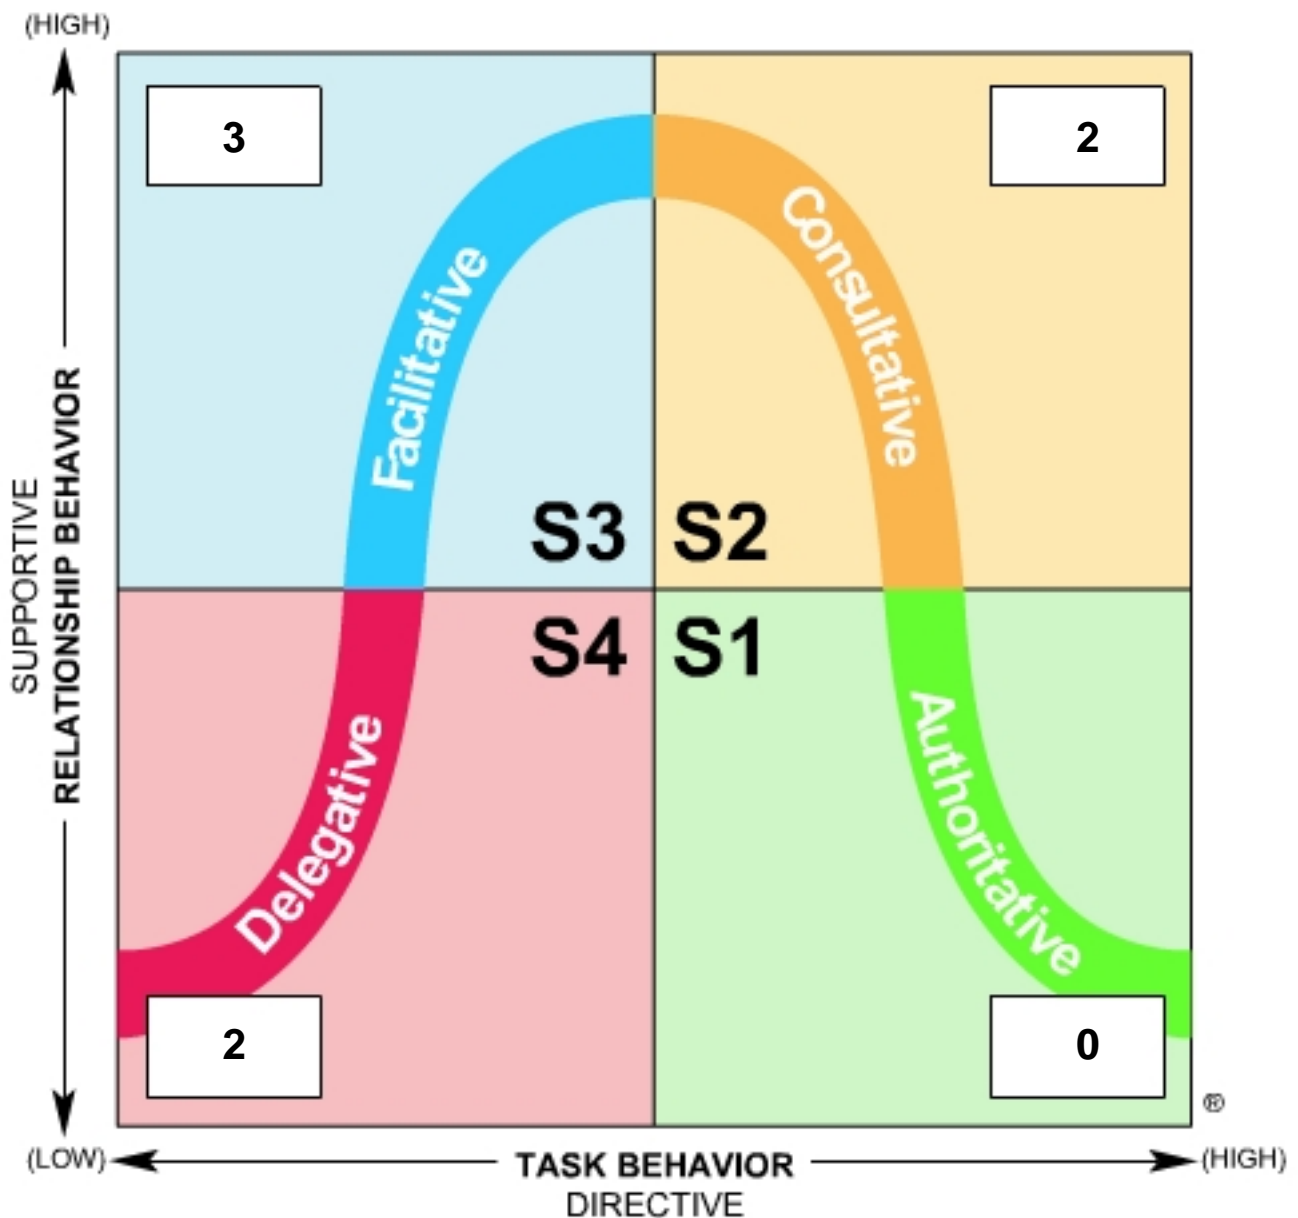 (HIGH)
3
2
Facilitative
Consultative
S3
S2
SUPPORTIVE
RELATIONSHIP BEHAVIOR
S4
S1
Delegative
Authoritative
2
0
®
(LOW)
TASK BEHAVIOR
(HIGH)
DIRECTIVE